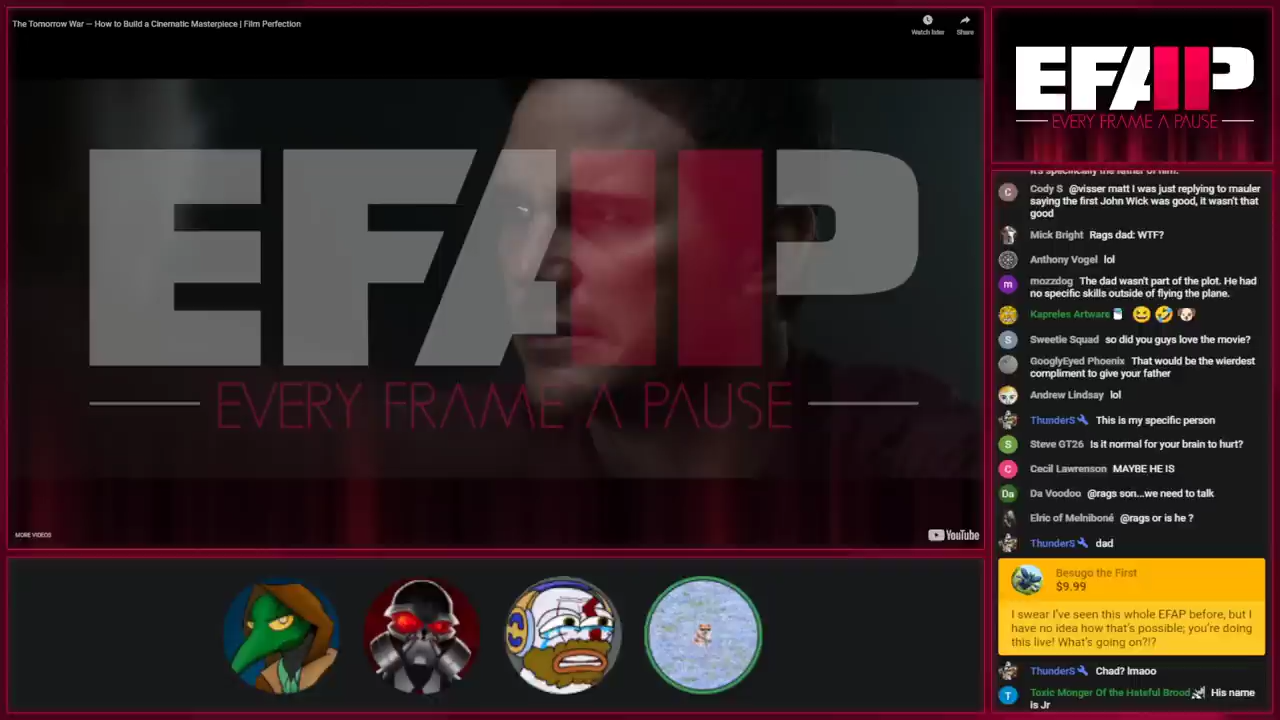 The Tomorrow War — How to Build a Cinematic Masterpiece | Film Perfection
Watch later
Share
EFAP
EVERY FRAME A PAUSE
MORE VIDEOS
YouTube
EFAP
EVERY FRAME A PAUSE
it's specifically the father of him.
Cody S @visser matt I was just replying to mauler
saying the first John Wick was good, it wasn't that
good
Mick Bright Rags dad: WTF?
Anthony Vogel lol
mozzdog The dad wasn't part of the plot. He had
no specific skills outside of flying the plane.
Kapreles Artware 😆 🤣 🐶
Sweetie Squad so did you guys love the movie?
GooglyEyed Phoenix That would be the wierdest
compliment to give your father
Andrew Lindsay lol
ThunderS This is my specific person
Steve GT26 Is it normal for your brain to hurt?
Cecil Lawrenson MAYBE HE IS
Da Voodoo @rags son...we need to talk
Elric of Melniboné @rags or is he ?
ThunderS dad
Besugo the First
$9.99
I swear I've seen this whole EFAP before, but I
have no idea how that's possible; you're doing
this live! What's going on?!?
ThunderS Chad? lmaoo
Toxic Monger Of the Hateful Brood His name
is Jr